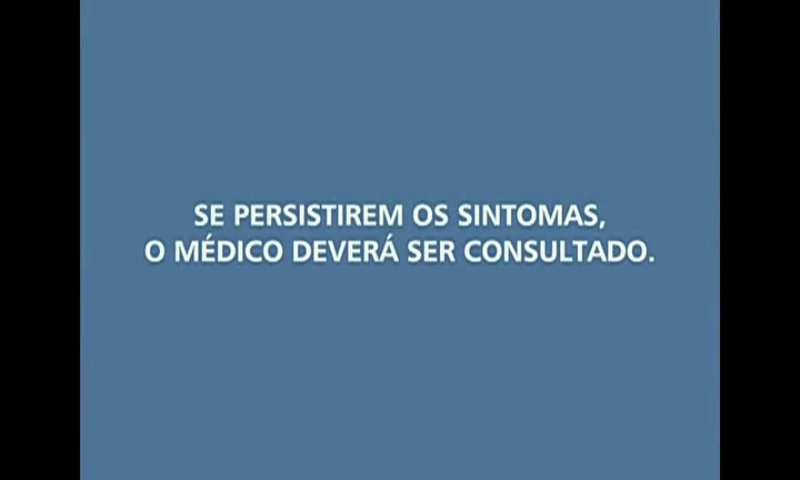 SE PERSISTIREM OS SINTOMAS,
O MÉDICO DEVERÁ SER CONSULTADO.